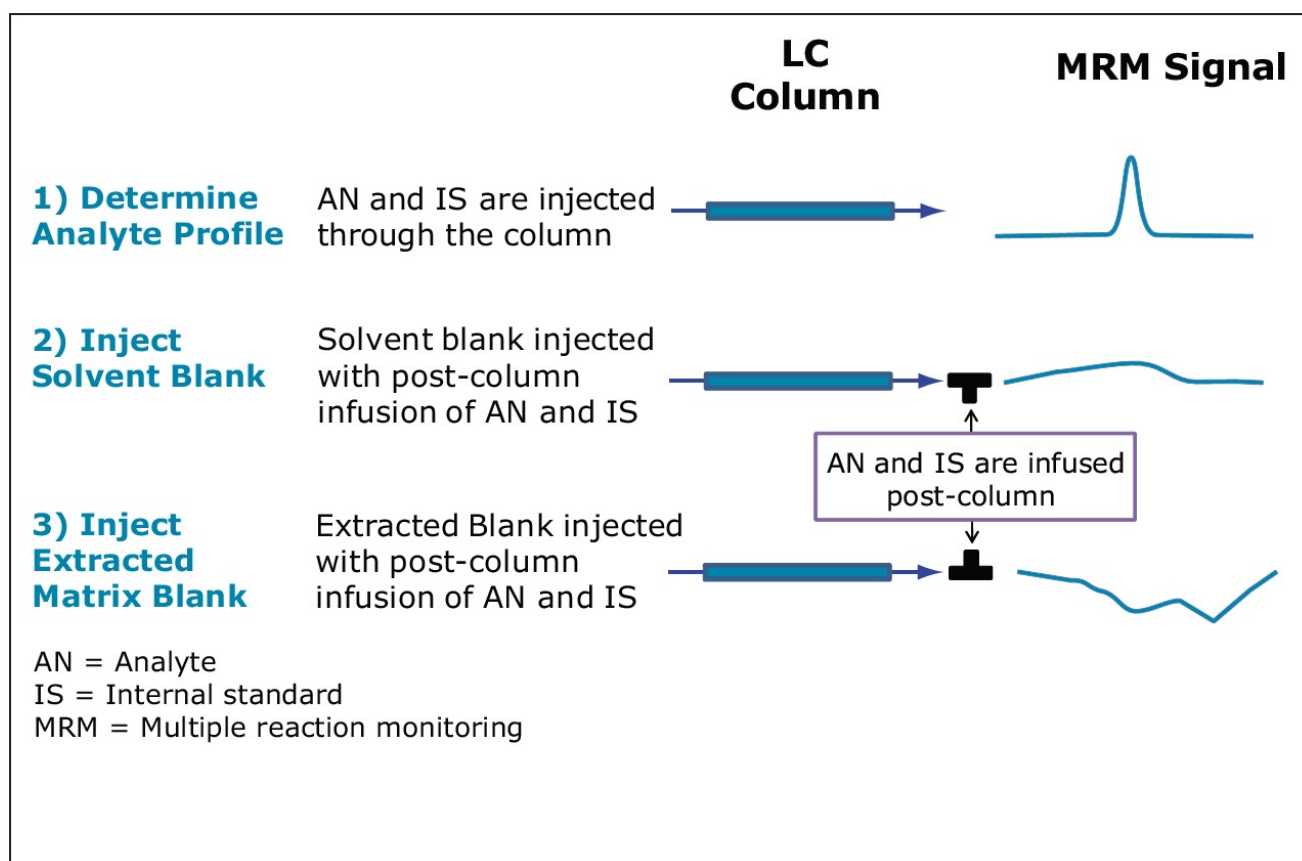 LC
Column
MRM Signal
1) Determine
Analyte Profile
AN and IS are injected
through the column
2) Inject
Solvent Blank
Solvent blank injected
with post-column
infusion of AN and IS
AN and IS are infused
post-column
3) Inject
Extracted
Matrix Blank
Extracted Blank injected
with post-column
infusion of AN and IS
AN = Analyte
IS = Internal standard
MRM = Multiple reaction monitoring